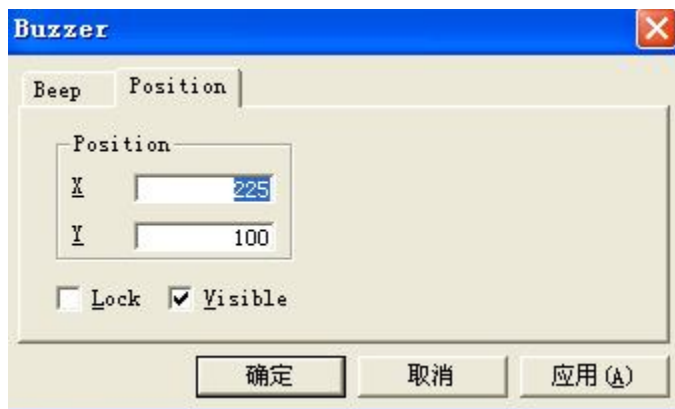 Buzzer
Beep Position
Position
X 225
Y 100
Lock Visible
确定 取消 应用(A)